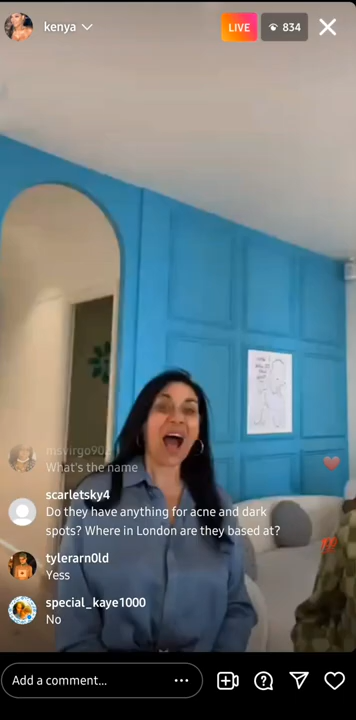 kenya
LIVE
834
msvirgo902
What's the name
scarletsky4
Do they have anything for acne and dark
spots? Where in London are they based at?
tylerarn0ld
Yess
special_kaye1000
No
Add a comment...